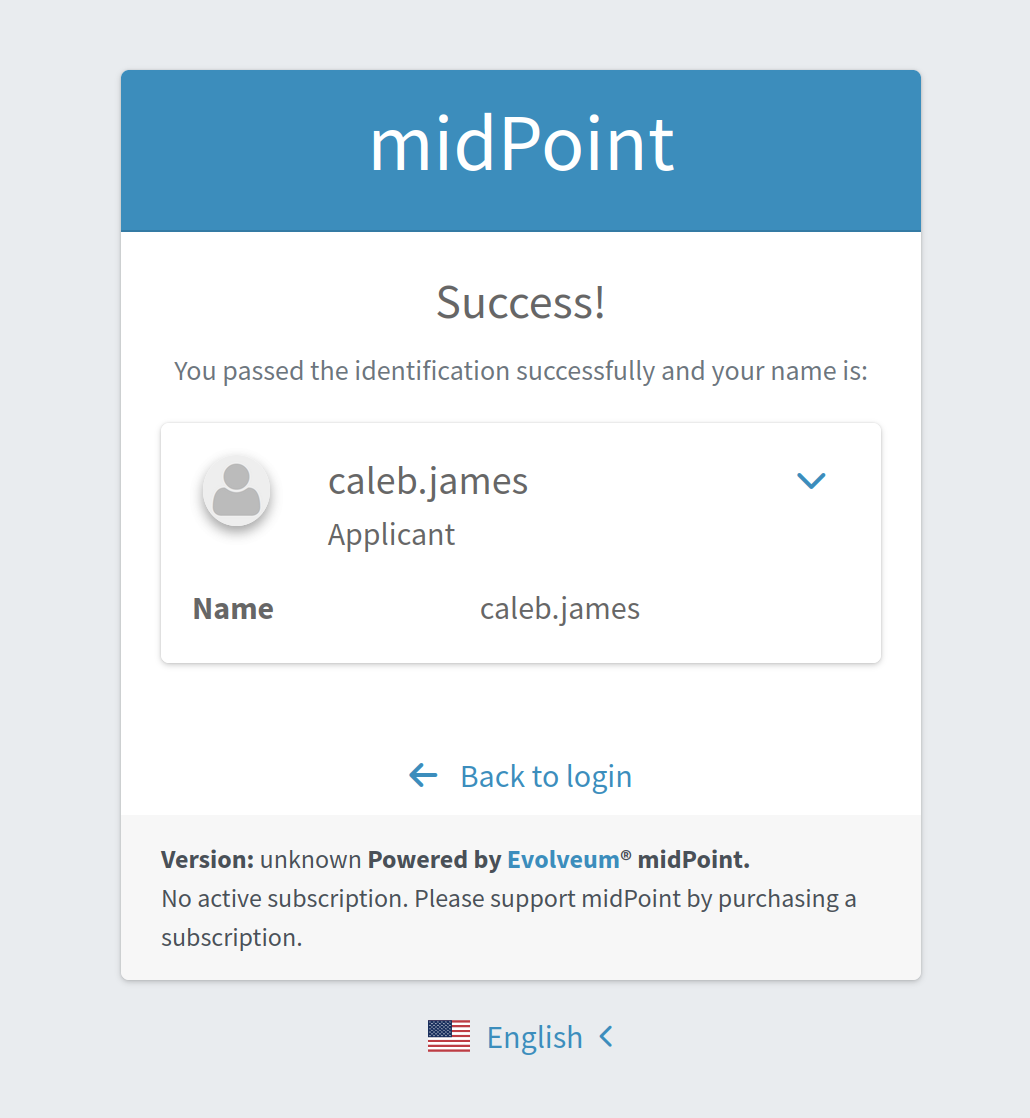 midPoint
Success!
You passed the identification successfully and your name is:
caleb.james
Applicant
Name caleb.james
Back to login
Version: unknown Powered by Evolveum® midPoint.
No active subscription. Please support midPoint by purchasing a
subscription.
English